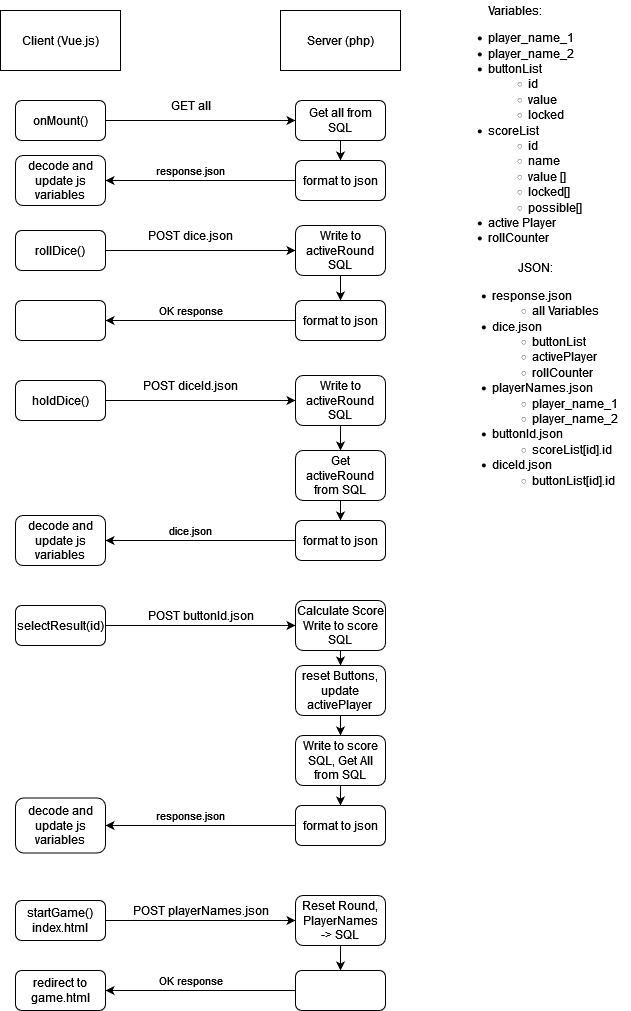 Client (Vue.js)
Server (php)
onMount()
GET all
Get all from
SQL
decode and
update js
variables
response.json
format to json
rollDice()
POST dice.json
Write to
activeRound
SQL
OK response
format to json
holdDice()
POST diceId.json
Write to
activeRound
SQL
Get
activeRound
from SQL
decode and
update js
variables
dice.json
format to json
selectResult(id)
POST buttonId.json
Calculate Score
Write to score
SQL
reset Buttons,
update
activePlayer
Write to score
SQL, Get All
from SQL
decode and
update js
variables
response.json
format to json
startGame()
index.html
POST playerNames.json
Reset Round,
PlayerNames
-> SQL
redirect to
game.html
OK response
Variables:
player_name_1
player_name_2
buttonList
id
value
locked
scoreList
id
name
value []
locked[]
possible[]
active Player
rollCounter
JSON:
response.json
all Variables
dice.json
buttonList
activePlayer
rollCounter
playerNames.json
player_name_1
player_name_2
buttonId.json
scoreList[id].id
diceId.json
buttonList[id].id